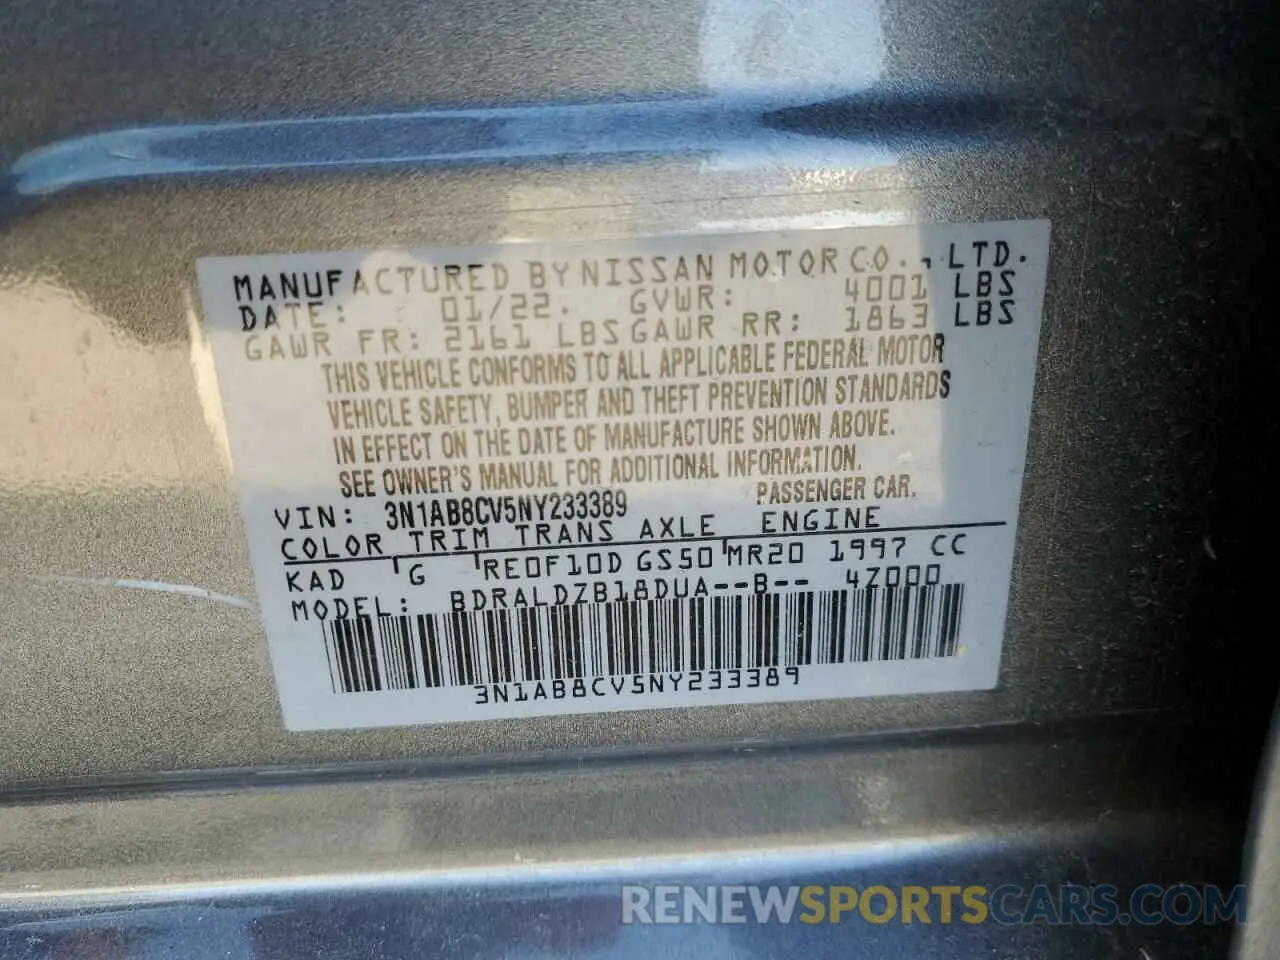 MANUFACTURED BY NISSAN MOTOR CO., LTD.
DATE: 01/22. GVWR: 4001 LBS
GAWR FR: 2161 LBS GAWR RR: 1863 LBS
THIS VEHICLE CONFORMS TO ALL APPLICABLE FEDERAL MOTOR
VEHICLE SAFETY, BUMPER AND THEFT PREVENTION STANDARDS
IN EFFECT ON THE DATE OF MANUFACTURE SHOWN ABOVE.
SEE OWNER'S MANUAL FOR ADDITIONAL INFORMATION.
PASSENGER CAR.
VIN: 3N1AB8CV5NY233389
COLOR TRIM TRANS AXLE ENGINE
KAD G RE0F10D GS50 MR20 1997 CC
MODEL: BDRALDZB18DUA--B-- 4Z000
3N1AB8CV5NY233389
RENEWSPORTSCARS.COM